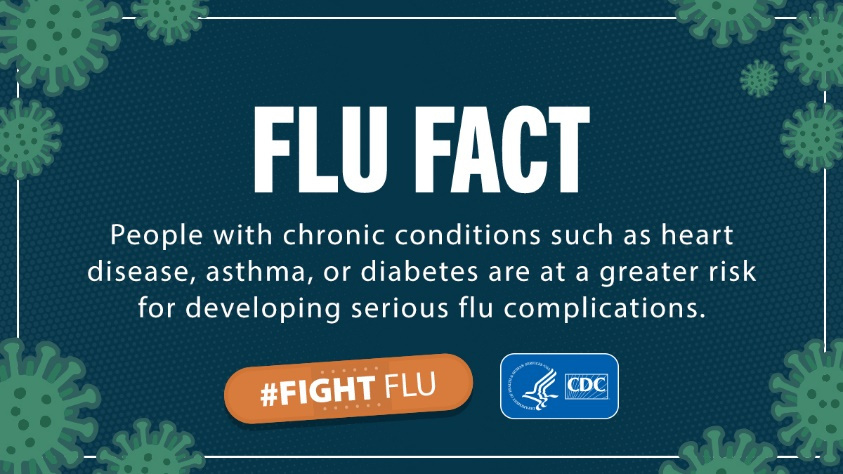 FLU FACT
People with chronic conditions such as heart
disease, asthma, or diabetes are at a greater risk
for developing serious flu complications.
#FIGHT FLU
CDC